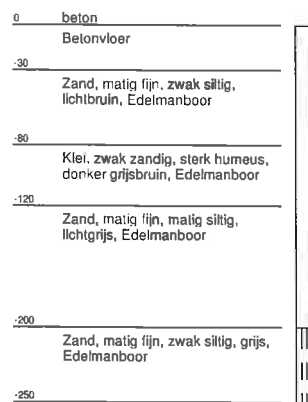 0 beton
Betonvloer
-30
Zand, matig fijn, zwak siltig,
lichtbruin, Edelmanboor
-80
Klei, zwak zandig, sterk humeus,
donker grijsbruin, Edelmanboor
-120
Zand, matig fijn, matig siltig,
lichtgrijs, Edelmanboor
-200
Zand, matig fijn, zwak siltig, grijs,
Edelmanboor
-250